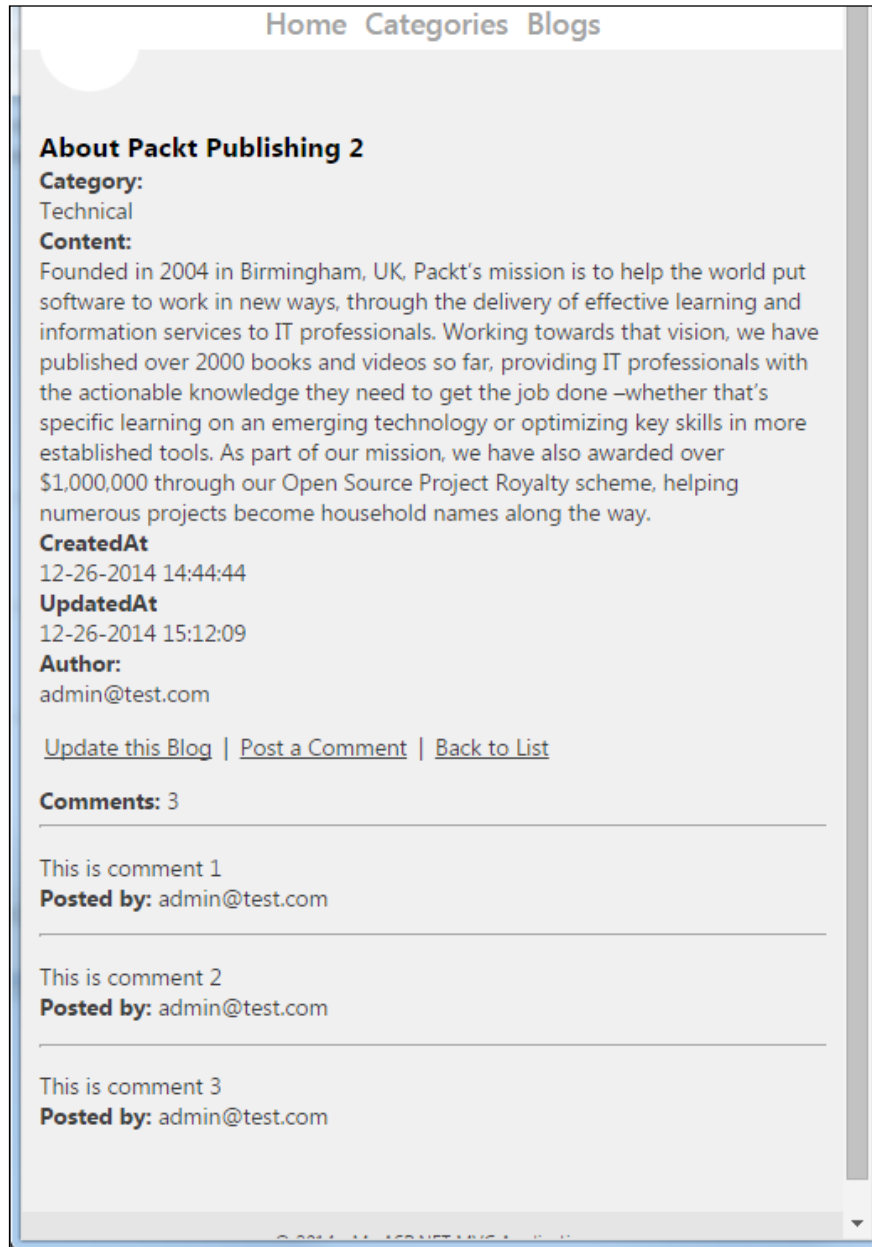 Home Categories Blogs
About Packt Publishing 2
Category:
Technical
Content:
Founded in 2004 in Birmingham, UK, Packt’s mission is to help the world put
software to work in new ways, through the delivery of effective learning and
information services to IT professionals. Working towards that vision, we have
published over 2000 books and videos so far, providing IT professionals with
the actionable knowledge they need to get the job done –whether that’s
specific learning on an emerging technology or optimizing key skills in more
established tools. As part of our mission, we have also awarded over
$1,000,000 through our Open Source Project Royalty scheme, helping
numerous projects become household names along the way.
CreatedAt
12-26-2014 14:44:44
UpdatedAt
12-26-2014 15:12:09
Author:
admin@test.com
Update this Blog | Post a Comment | Back to List
Comments: 3
This is comment 1
Posted by: admin@test.com
This is comment 2
Posted by: admin@test.com
This is comment 3
Posted by: admin@test.com